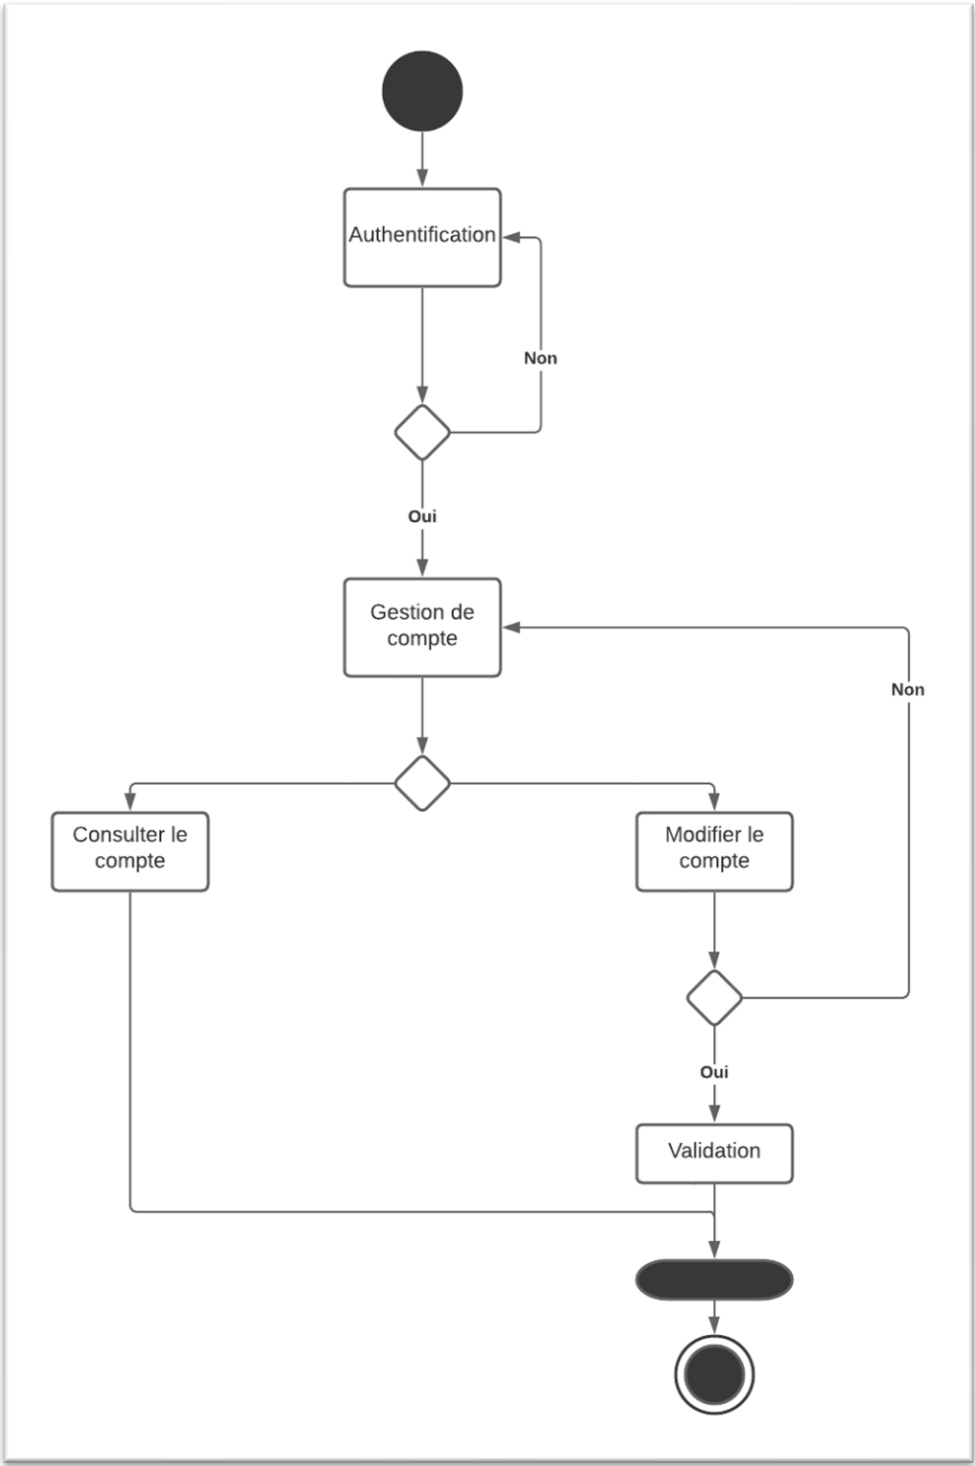 Authentification
Non
Oui
Gestion de
compte
Non
Consulter le
compte
Modifier le
compte
Oui
Validation